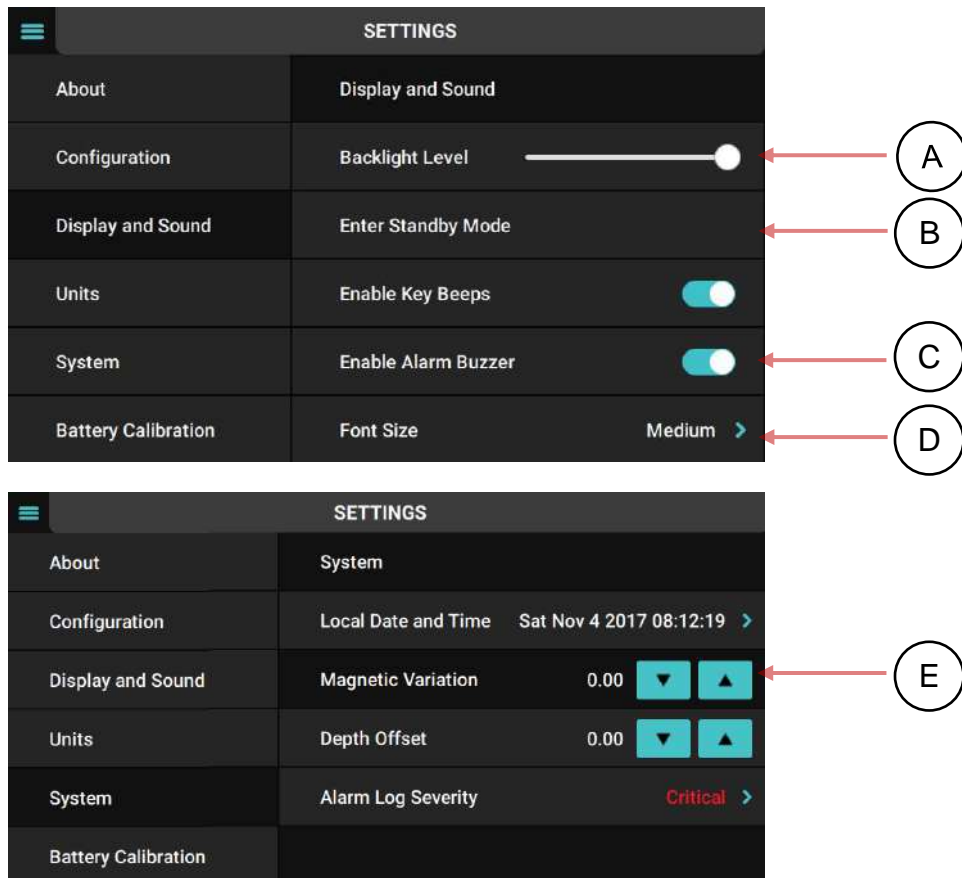 SETTINGS
About
Display and Sound
Configuration
Backlight Level
A
Display and Sound
Enter Standby Mode
B
Units
Enable Key Beeps
System
Enable Alarm Buzzer
C
Battery Calibration
Font Size Medium
D
SETTINGS
About
System
Configuration
Local Date and Time Sat Nov 4 2017 08:12:19
Display and Sound
Magnetic Variation 0.00
E
Units
Depth Offset 0.00
System
Alarm Log Severity Critical
Battery Calibration